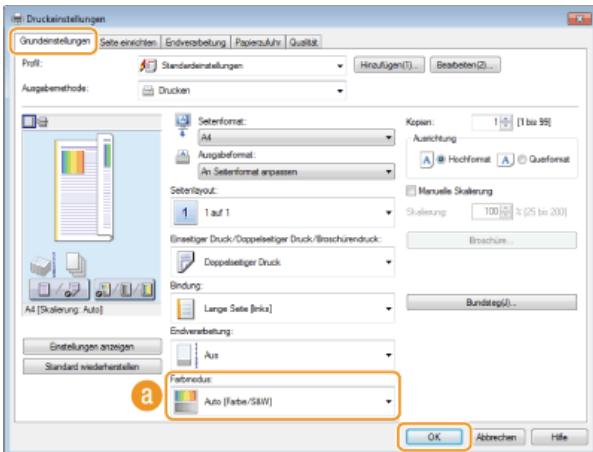 Druckeinstellungen
Grundeinstellungen Seite einrichten Endverarbeitung Papierzufuhr Qualität
Profil: Standardeinstellungen Hinzufügen(1)... Bearbeiten(2)...
Ausgabemethode: Drucken
Seitenformat: Kopien: 1 [1 bis 99]
A4 Ausrichtung
Ausgabeformat: A Hochformat A Querformat
An Seitenformat anpassen
Seitenlayout: Manuelle Skalierung
1 1 auf 1 Skalierung: 100 % [25 bis 200]
Einseitiger Druck/Doppelseitiger Druck/Broschürendruck: Broschüre...
Doppelseitiger Druck
Bindung:
A4 [Skalierung: Auto] Lange Seite [links] Bundsteg(J)...
Endverarbeitung:
Einstellungen anzeigen Aus
Standard wiederherstellen
Farbmodus:
a Auto [Farbe/S&W]
OK Abbrechen Hilfe